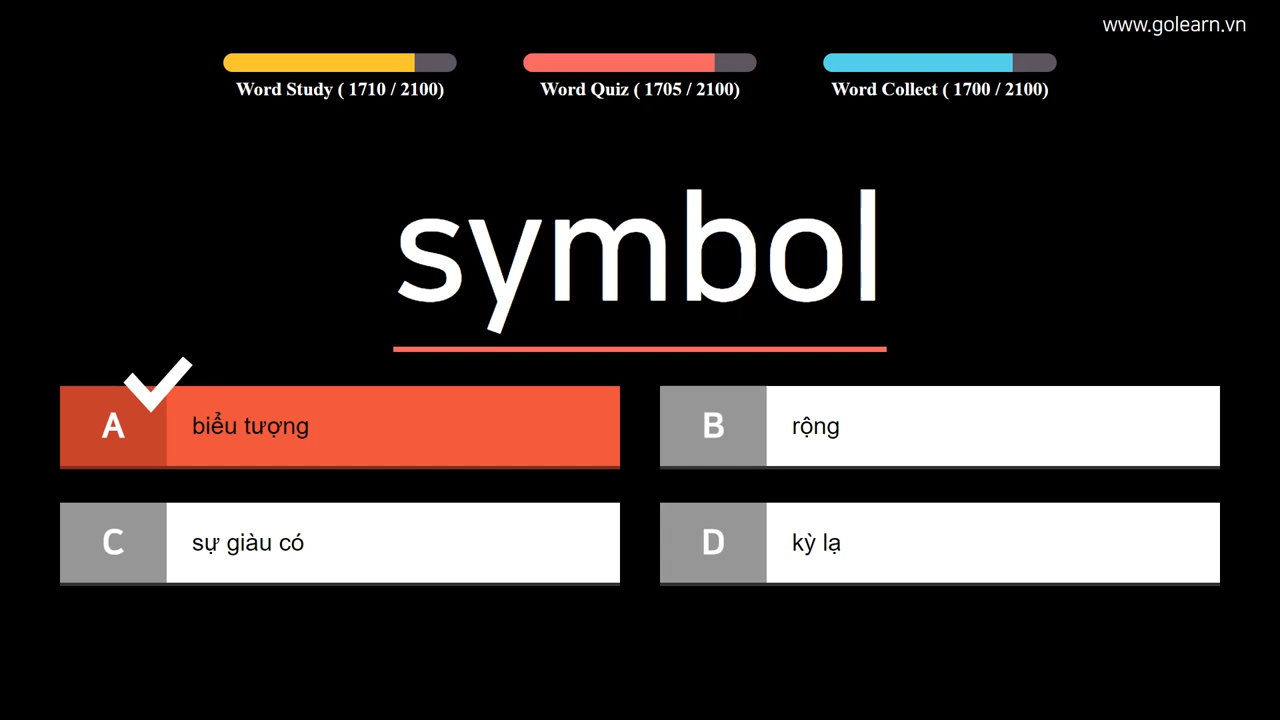 www.golearn.vn
Word Study ( 1710 / 2100)
Word Quiz ( 1705 / 2100)
Word Collect ( 1700 / 2100)
symbol
A biểu tượng
B rộng
C sự giàu có
D kỳ lạ